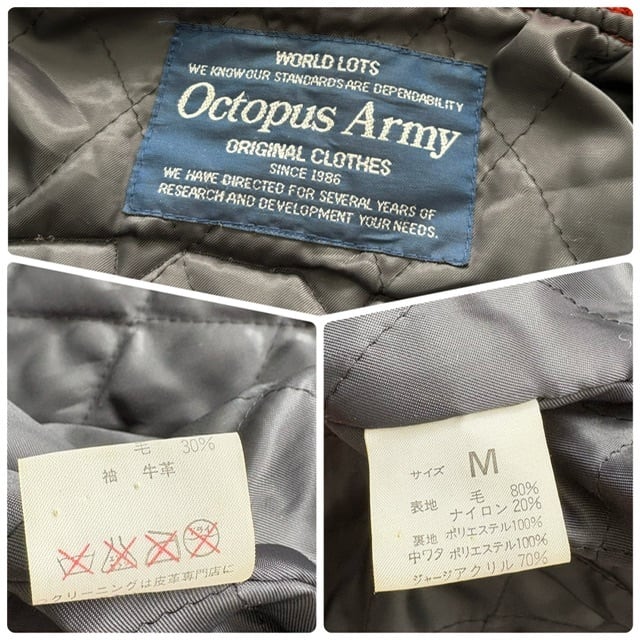 WORLD LOTS
WE KNOW OUR STANDARDS ARE DEPENDABILITY
Octopus Army
ORIGINAL CLOTHES
SINCE 1986
WE HAVE DIRECTED FOR SEVERAL YEARS OF
RESEARCH AND DEVELOPMENT YOUR NEEDS.
毛 30%
袖 牛革
ドライ
クリーニングは皮革専門店に
サイズ M
表地 毛 80%
ナイロン 20%
裏地 ポリエステル100%
中ワタ ポリエステル100%
ジャージ アクリル 70%